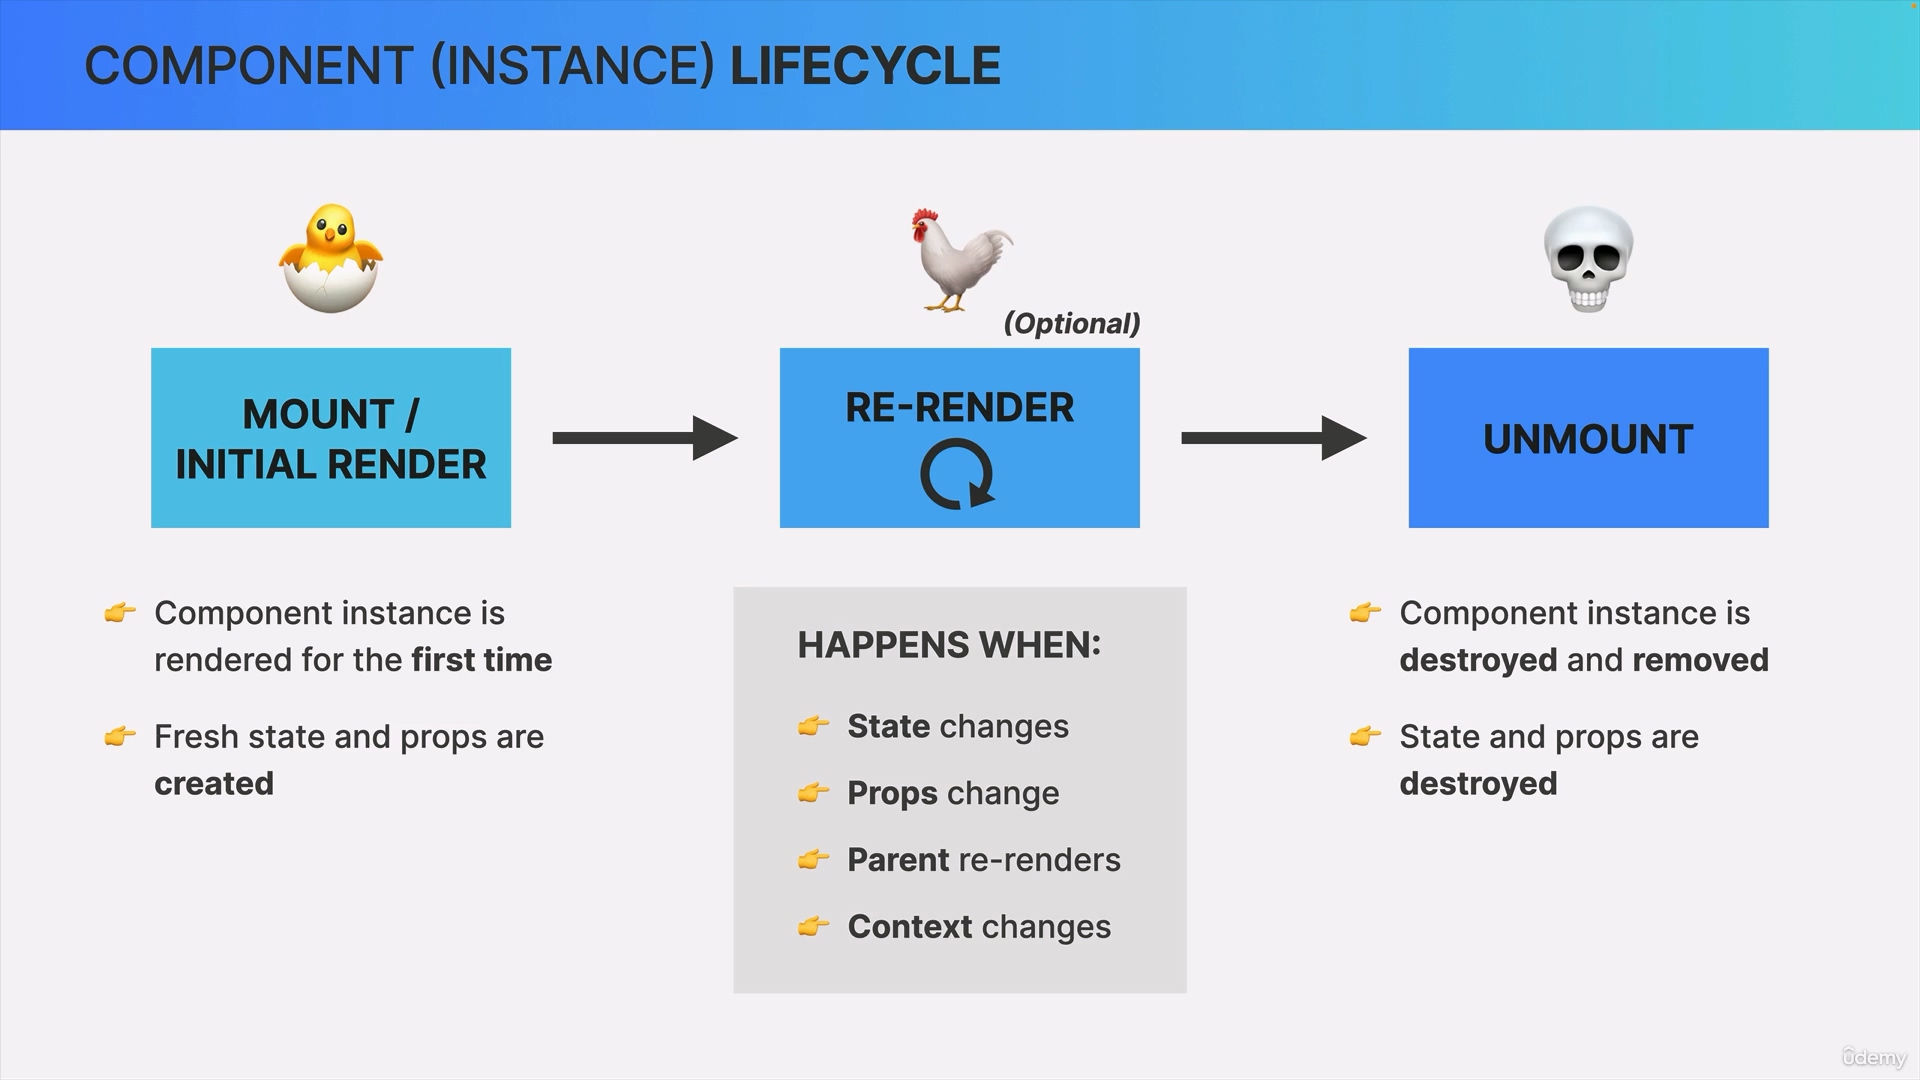 COMPONENT (INSTANCE) LIFECYCLE
(Optional)
MOUNT /
INITIAL RENDER
RE-RENDER
UNMOUNT
Component instance is
rendered for the first time
Fresh state and props are
created
HAPPENS WHEN:
State changes
Props change
Parent re-renders
Context changes
Component instance is
destroyed and removed
State and props are
destroyed
ûdemy